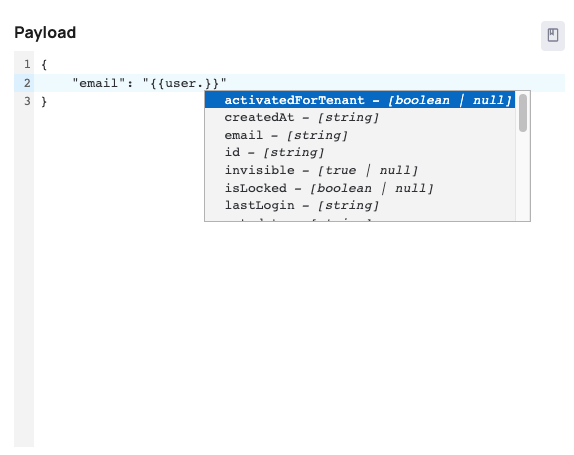 Payload
1 {
2 "email": "{{user.}}"
3 }
activatedForTenant – [boolean | null]
createdAt – [string]
email – [string]
id – [string]
invisible – [true | null]
isLocked – [boolean | null]
lastLogin – [string]